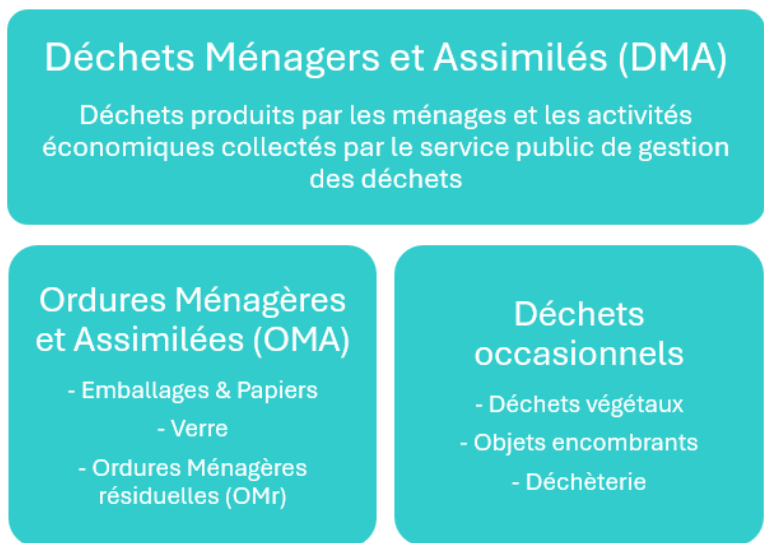 Déchets Ménagers et Assimilés (DMA)
Déchets produits par les ménages et les activités
économiques collectés par le service public de gestion
des déchets
Ordures Ménagères
et Assimilées (OMA)
- Emballages & Papiers
- Verre
- Ordures Ménagères
résiduelles (OMr)
Déchets
occasionnels
- Déchets végétaux
- Objets encombrants
- Déchèterie